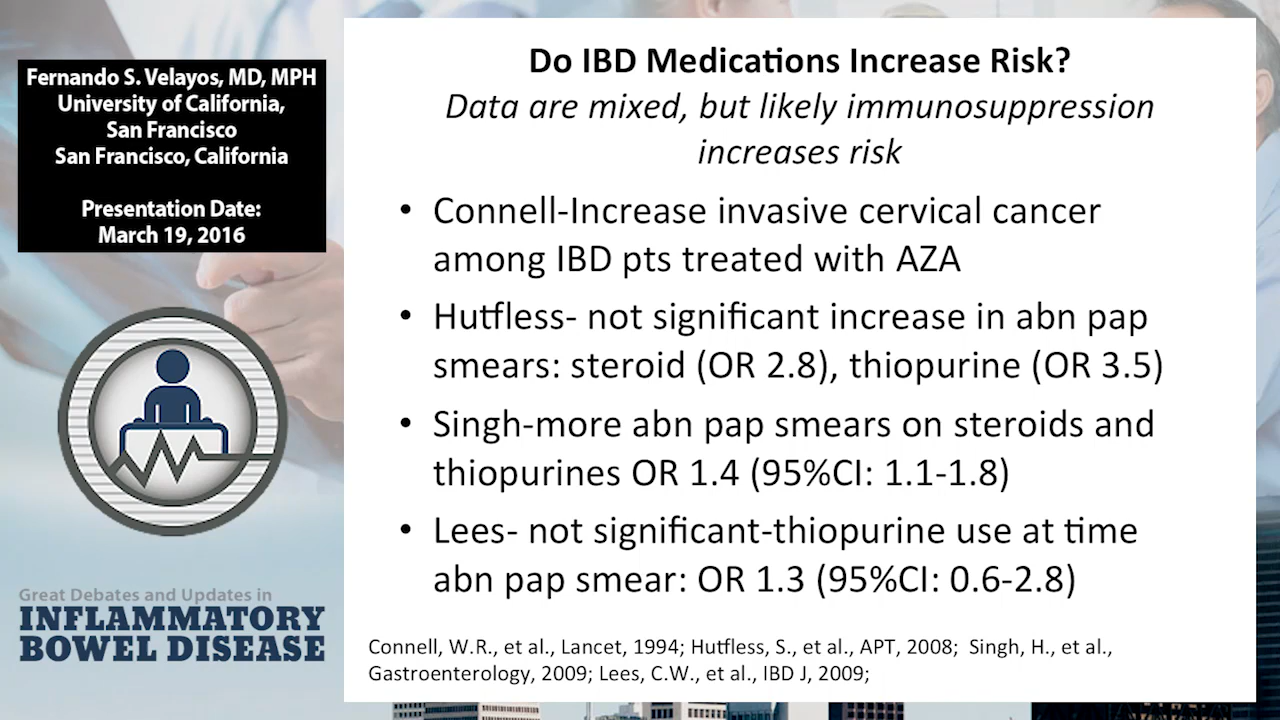 Fernando S. Velayos, MD, MPH
University of California,
San Francisco
San Francisco, California
Presentation Date:
March 19, 2016
Great Debates and Updates in
INFLAMMATORY
BOWEL DISEASE
Do IBD Medications Increase Risk?
Data are mixed, but likely immunosuppression
increases risk
• Connell-Increase invasive cervical cancer
among IBD pts treated with AZA
• Hutfless- not significant increase in abn pap
smears: steroid (OR 2.8), thiopurine (OR 3.5)
• Singh-more abn pap smears on steroids and
thiopurines OR 1.4 (95%CI: 1.1-1.8)
• Lees- not significant-thiopurine use at time
abn pap smear: OR 1.3 (95%CI: 0.6-2.8)
Connell, W.R., et al., Lancet, 1994; Hutfless, S., et al., APT, 2008; Singh, H., et al.,
Gastroenterology, 2009; Lees, C.W., et al., IBD J, 2009;